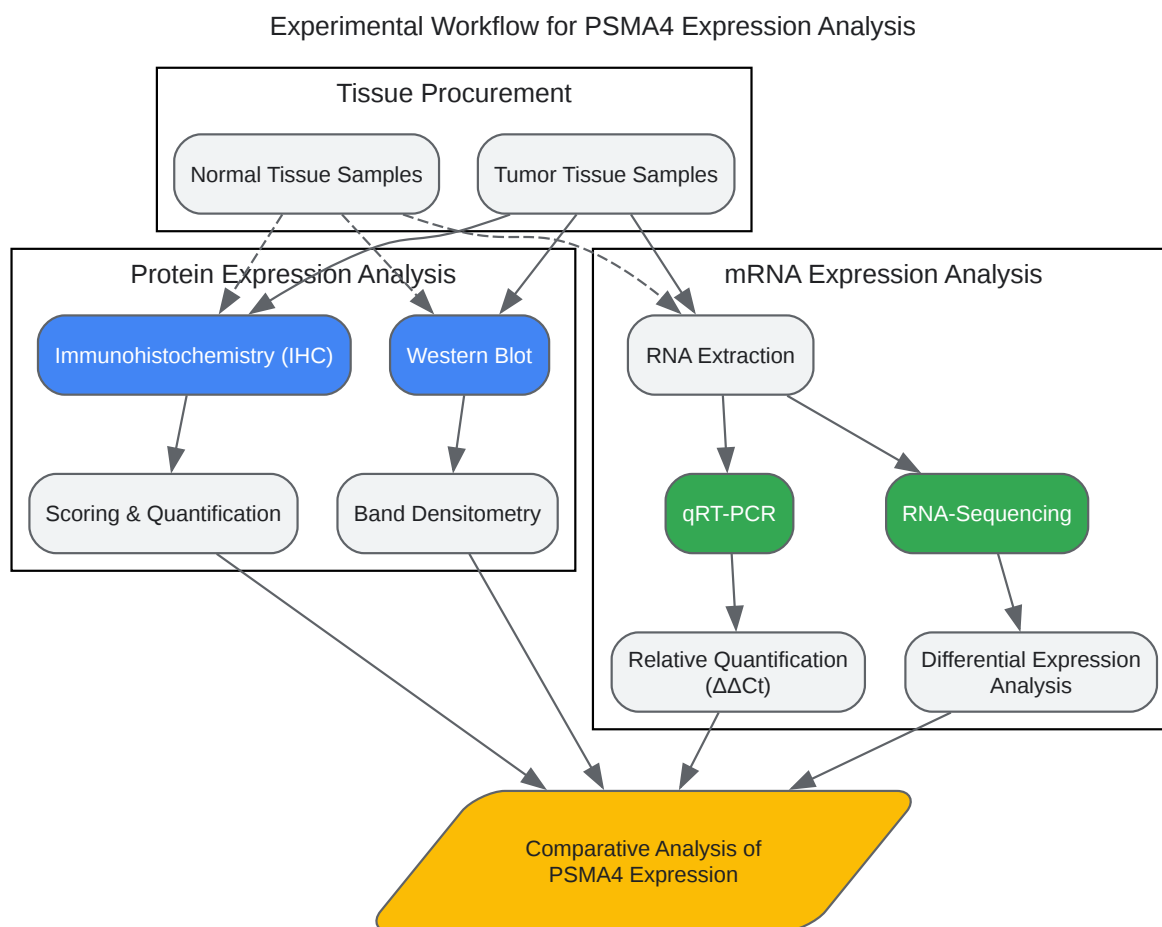 Experimental Workflow for PSMA4 Expression Analysis
Tissue Procurement
Normal Tissue Samples
Tumor Tissue Samples
Protein Expression Analysis
mRNA Expression Analysis
Immunohistochemistry (IHC)
Western Blot
RNA Extraction
Scoring & Quantification
Band Densitometry
qRT-PCR
RNA-Sequencing
Relative Quantification
(ΔΔCt)
Differential Expression
Analysis
Comparative Analysis of
PSMA4 Expression